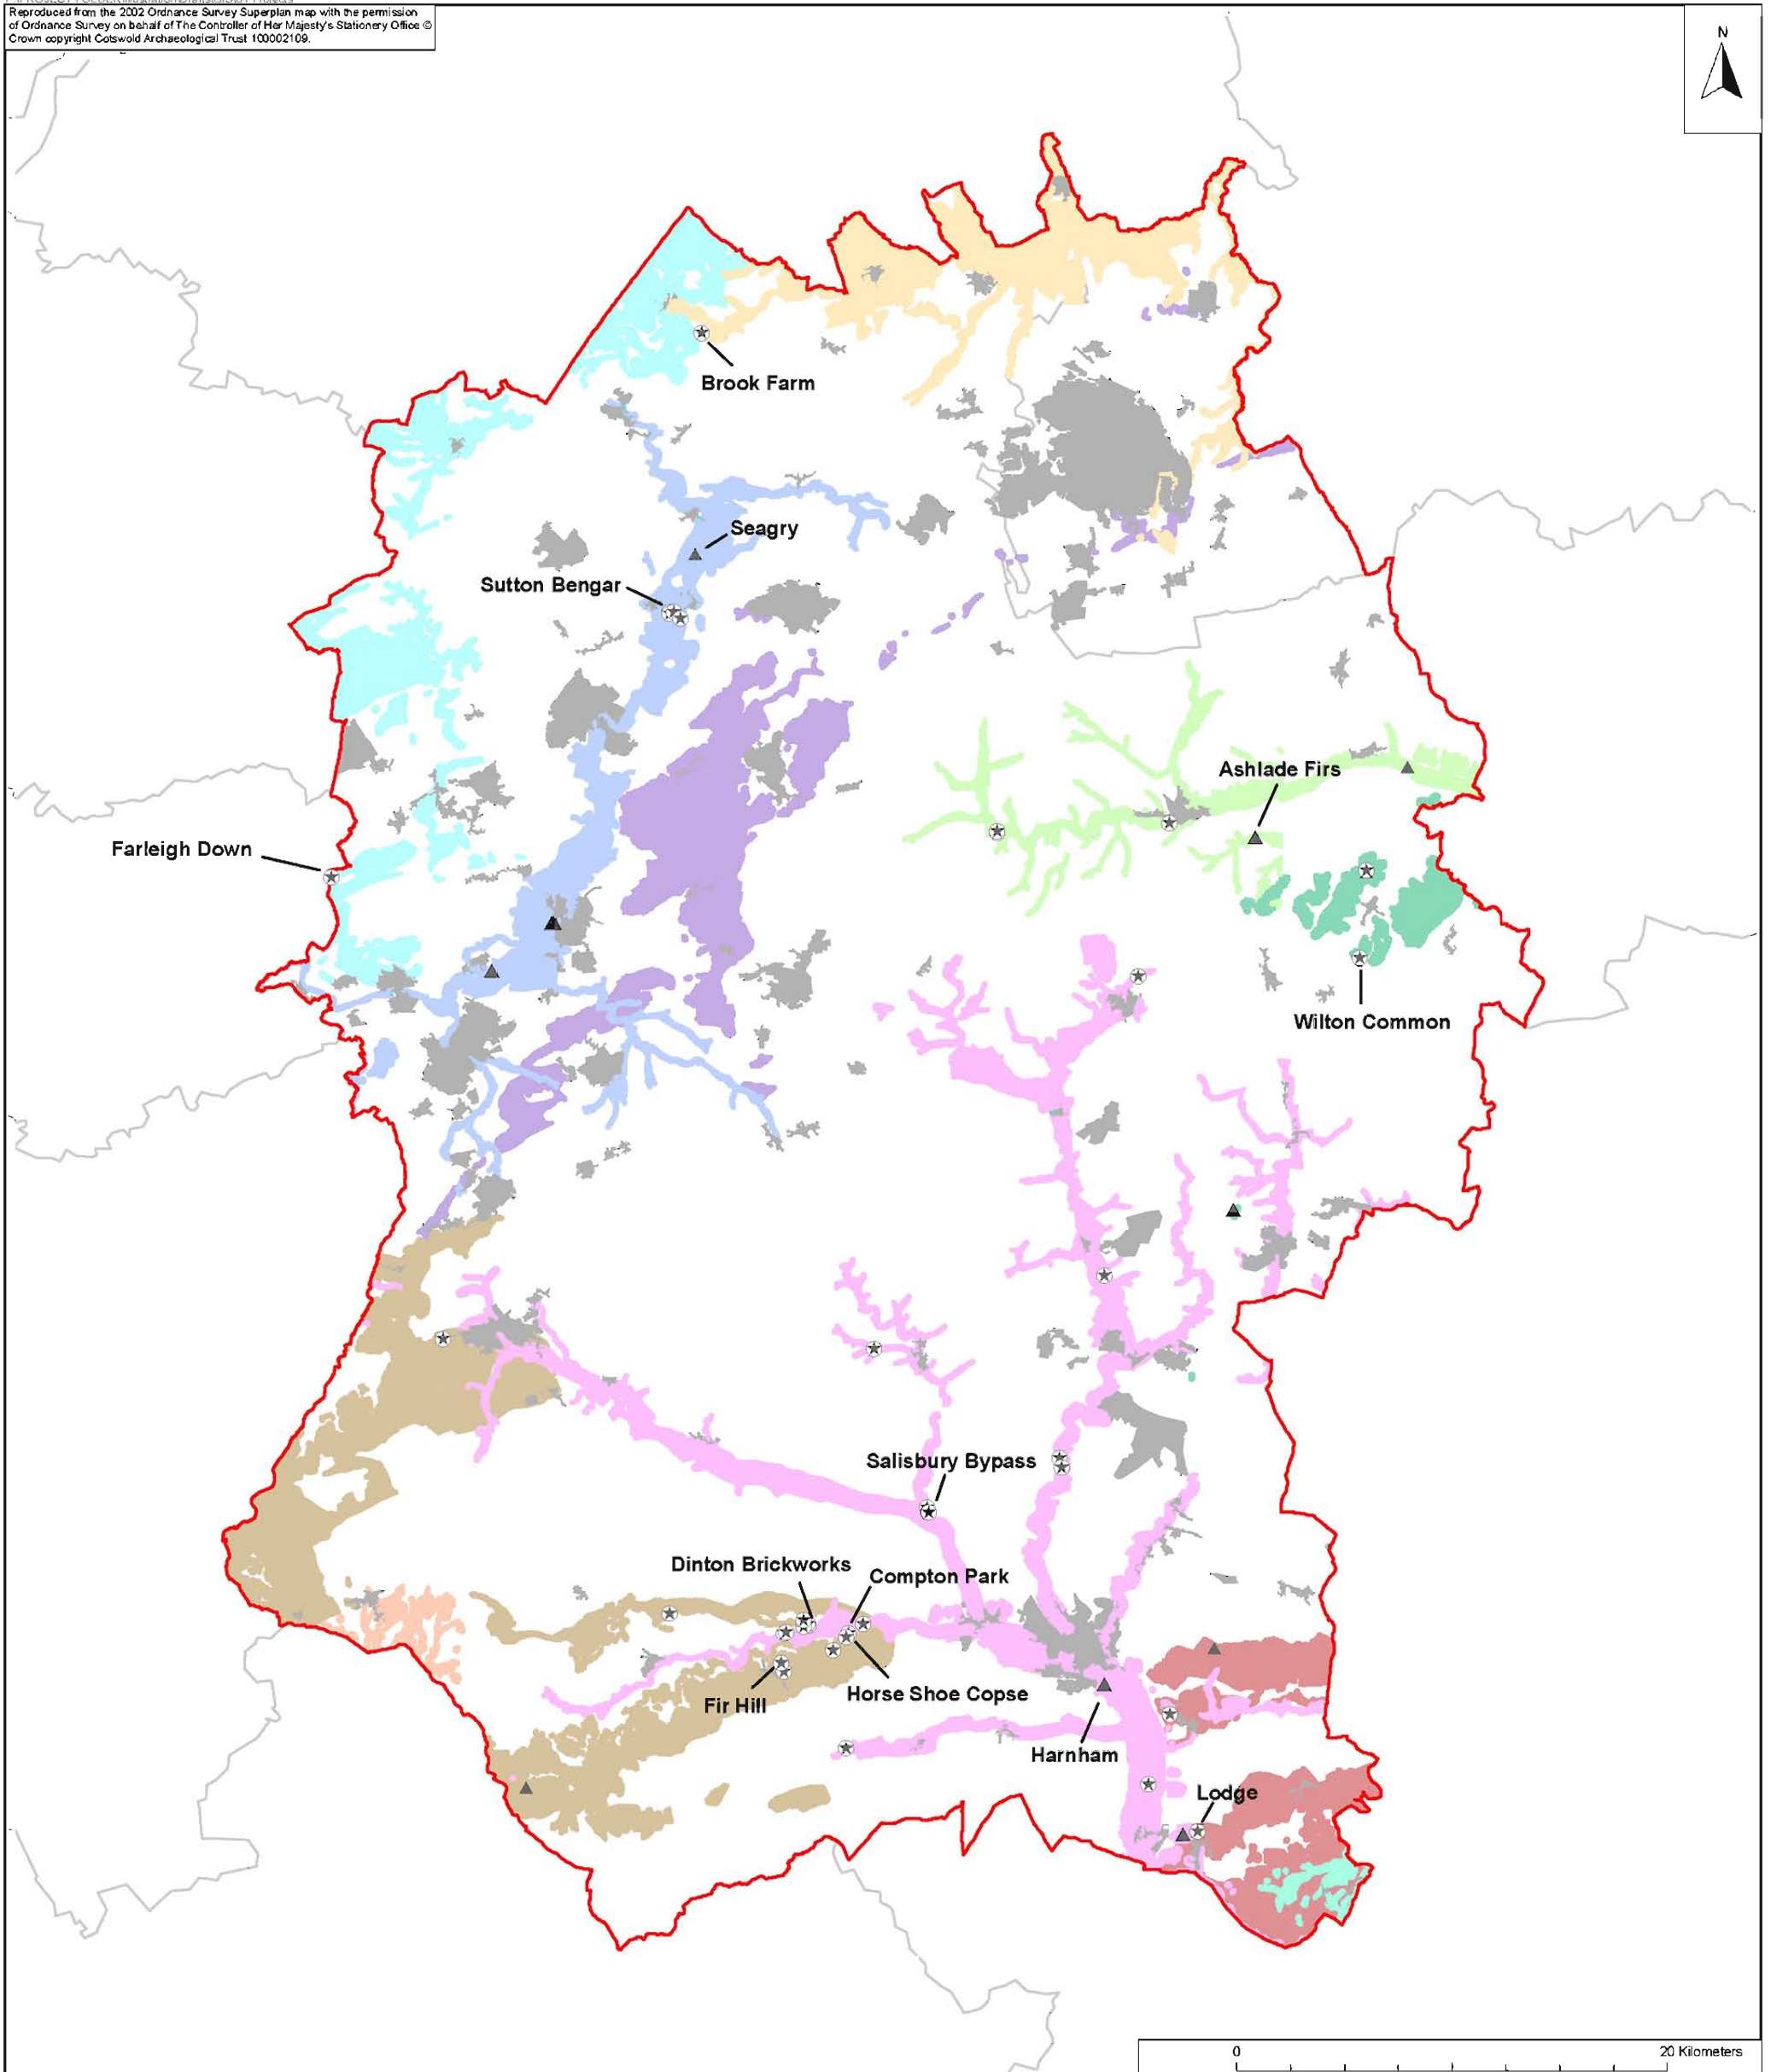 Reproduced from the 2002 Ordnance Survey Superplan map with the permission
of Ordnance Survey on behalf of The Controller of Her Majesty's Stationery Office ©
Crown copyright Cotswold Archaeological Trust 100002109.
N
Brook Farm
Seagry
Sutton Bengar
Ashlade Firs
Farleigh Down
Wilton Common
Salisbury Bypass
Dinton Brickworks
Compton Park
Fir Hill
Horse Shoe Copse
Harnham
Lodge
0
20 Kilometers